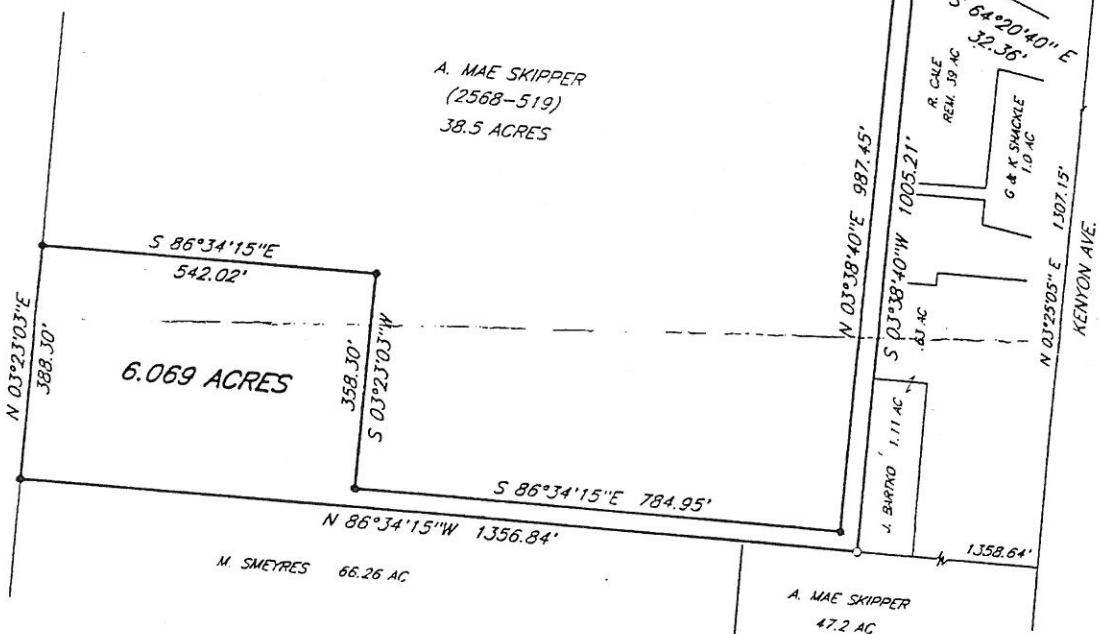 S 64°20'40" E
32.36'
A. MAE SKIPPER
(2568-519)
38.5 ACRES
R. CALE
REM. 39 AC
G & K SHACKLE
1.0 AC
N 03°38'40"E 987.45'
S 03°38'40"W 1005.21'
N 03°25'05" E 1307.15'
KENYON AVE.
S 86°34'15"E
542.02'
N 03°23'03"E
388.30'
6.069 ACRES
358.30'
S 03°23'03"W
.63 AC
J. BARTKO 1.11 AC
S 86°34'15"E 784.95'
N 86°34'15"W 1356.84'
1358.64'
M. SMEYRES 66.26 AC
A. MAE SKIPPER
47.2 AC